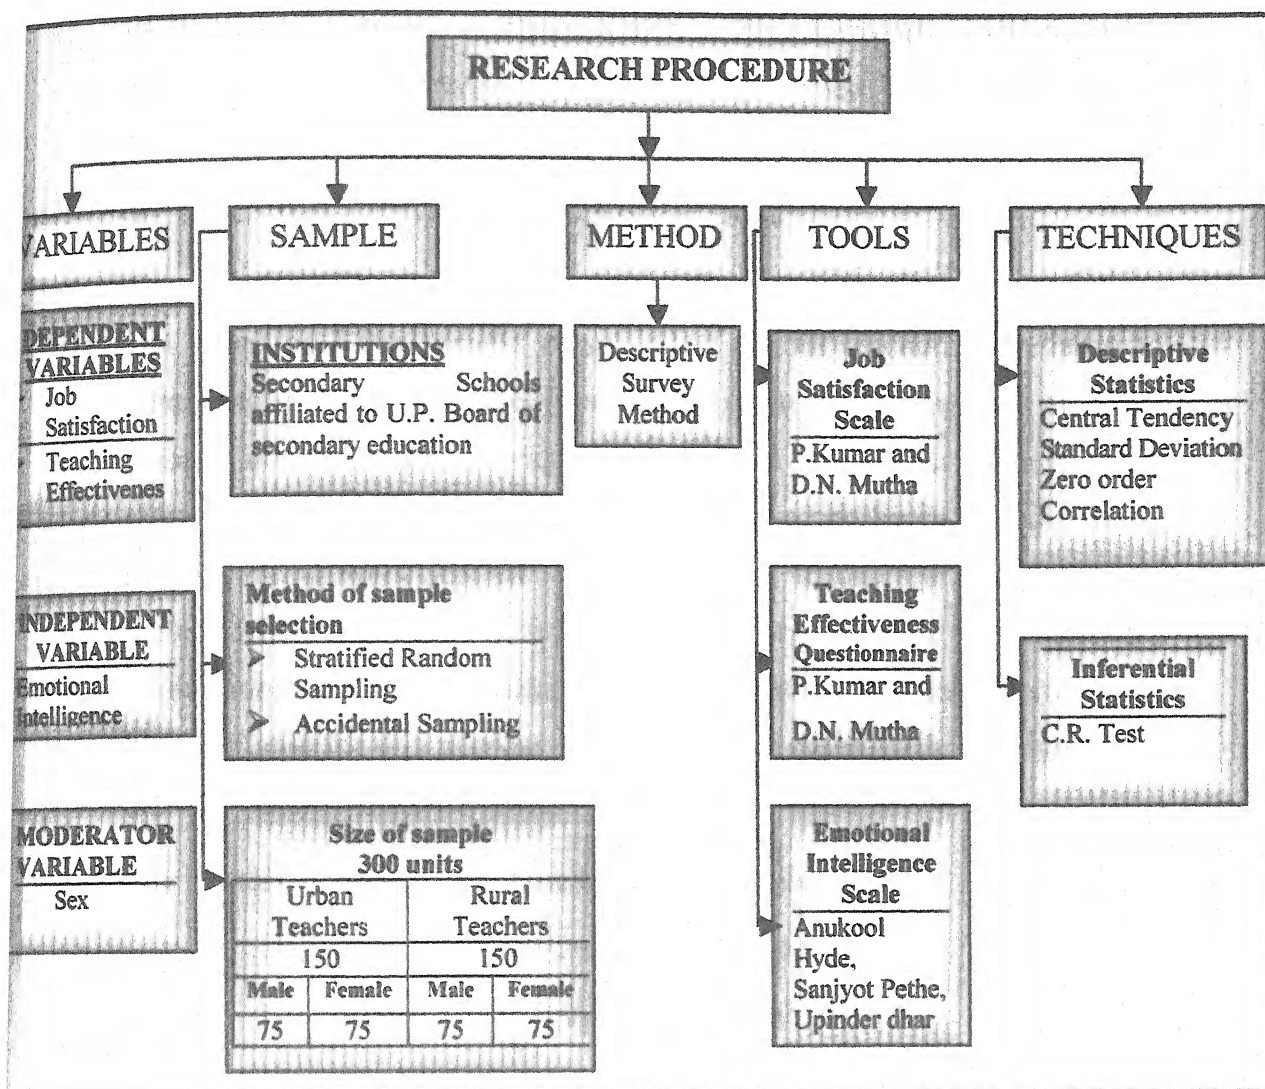 RESEARCH PROCEDURE
VARIABLES
SAMPLE
METHOD
TOOLS
TECHNIQUES
DEPENDENT
VARIABLES
Job
Satisfaction
Teaching
Effectivenes
INDEPENDENT
VARIABLE
Emotional
Intelligence
MODERATOR
VARIABLE
Sex
INSTITUTIONS
Secondary Schools
affiliated to U.P. Board of
secondary education
Method of sample
selection
➢ Stratified Random
Sampling
➢ Accidental Sampling
Size of sample
300 units
Urban
Teachers
Rural
Teachers
150 150
Male Female Male Female
75 75 75 75
Descriptive
Survey
Method
Job
Satisfaction
Scale
P.Kumar and
D.N. Mutha
Teaching
Effectiveness
Questionnaire
P.Kumar and
D.N. Mutha
Emotional
Intelligence
Scale
Anukool
Hyde,
Sanjyot Pethe,
Upinder dhar
Descriptive
Statistics
Central Tendency
Standard Deviation
Zero order
Correlation
Inferential
Statistics
C.R. Test